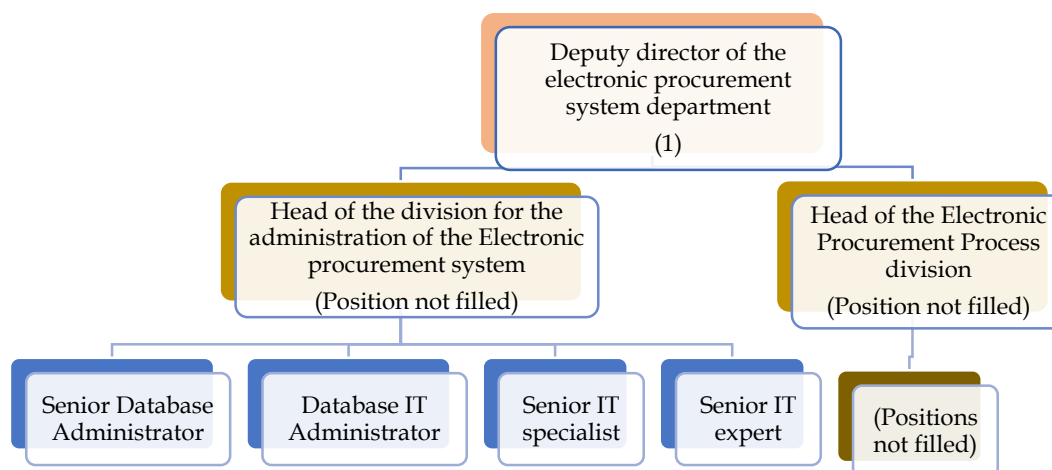 Deputy director of the
electronic procurement
system department
(1)
Head of the division for the
administration of the Electronic
procurement system
(Position not filled)
Head of the Electronic
Procurement Process
division
(Position not filled)
Senior Database
Administrator
Database IT
Administrator
Senior IT
specialist
Senior IT
expert
(Positions
not filled)